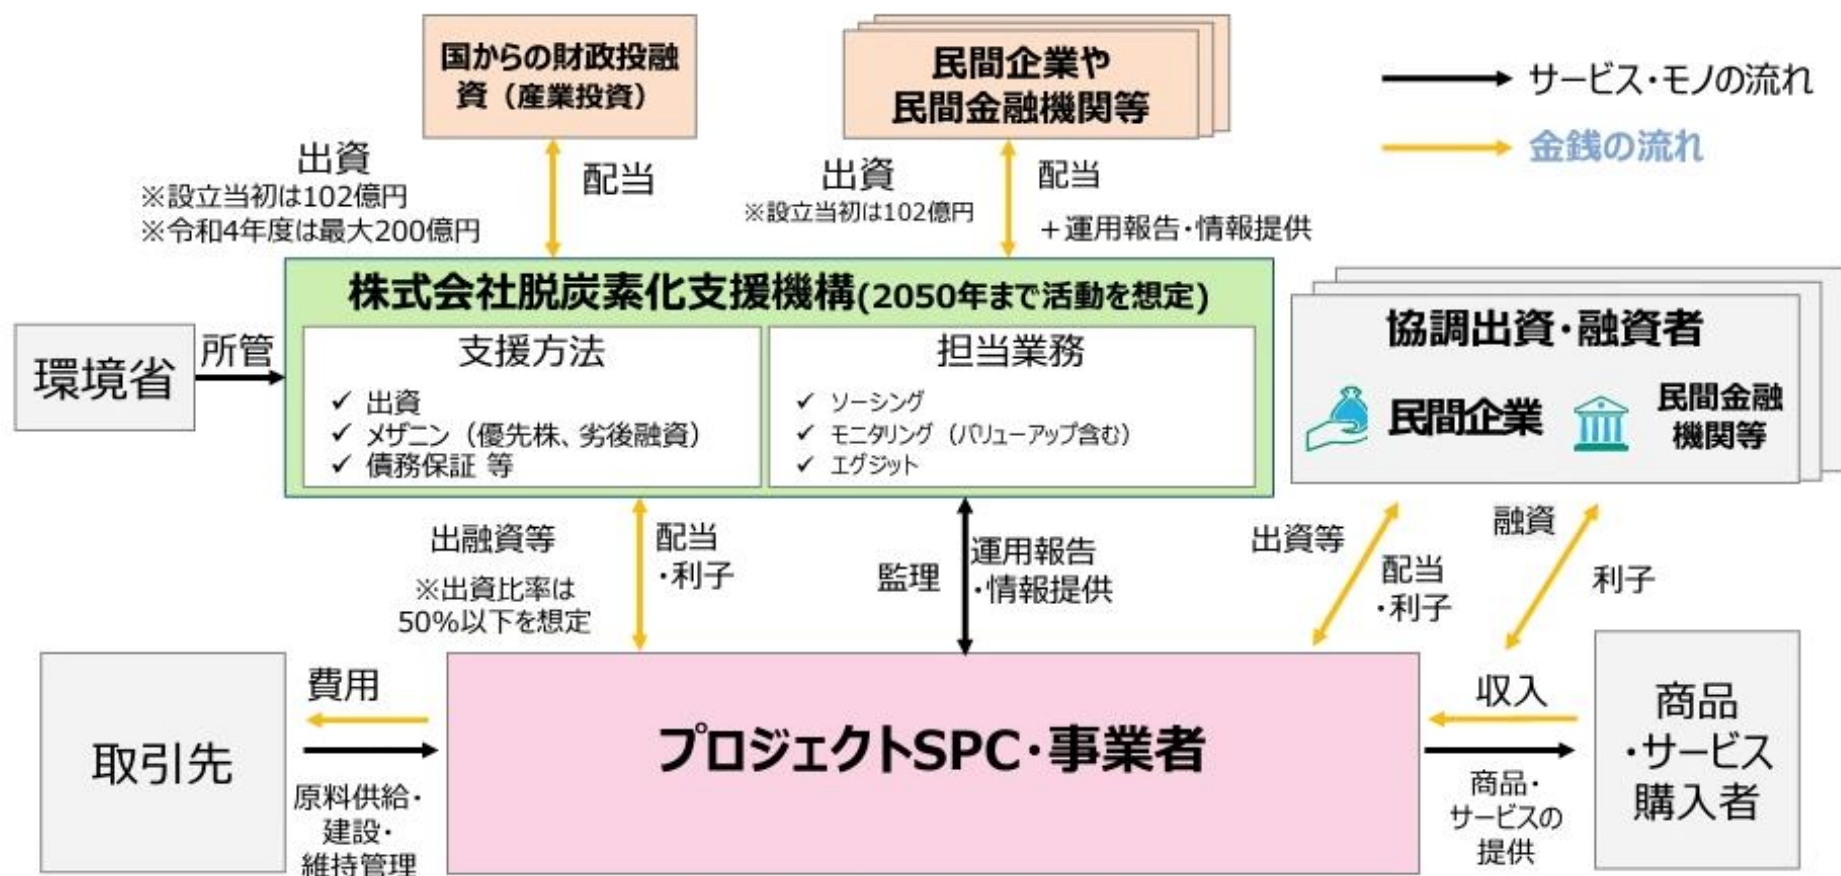 国からの財政投融
資（産業投資）
民間企業や
民間金融機関等
サービス・モノの流れ
金銭の流れ
出資
※設立当初は102億円
※令和4年度は最大200億円
配当
出資
※設立当初は102億円
配当
＋運用報告・情報提供
株式会社脱炭素化支援機構(2050年まで活動を想定)
環境省
所管
支援方法
✓ 出資
✓ メザニン（優先株、劣後融資）
✓ 債務保証 等
担当業務
✓ ソーシング
✓ モニタリング（バリューアップ含む）
✓ エグジット
協調出資・融資者
民間企業
民間金融
機関等
出融資等
※出資比率は
50%以下を想定
配当
・利子
監理
運用報告
・情報提供
出資等
配当
・利子
融資
利子
取引先
費用
原料供給・
建設・
維持管理
プロジェクトSPC・事業者
収入
商品・
サービスの
提供
商品
・サービス
購入者